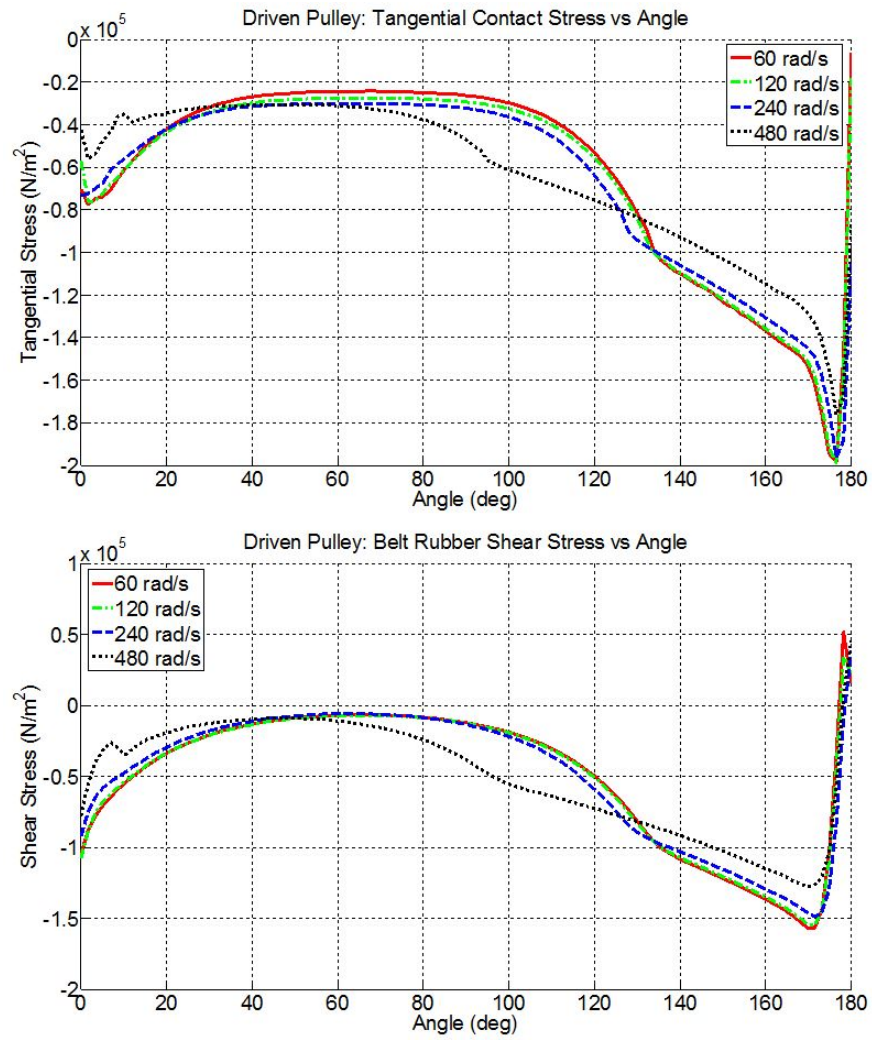 Driven Pulley: Tangential Contact Stress vs Angle
x 10^5
0
-0.2
-0.4
-0.6
-0.8
-1
-1.2
-1.4
-1.6
-1.8
-2
Tangential Stress (N/m^2)
60 rad/s
120 rad/s
240 rad/s
480 rad/s
0 20 40 60 80 100 120 140 160 180
Angle (deg)
Driven Pulley: Belt Rubber Shear Stress vs Angle
x 10^5
1
0.5
0
-0.5
-1
-1.5
-2
Shear Stress (N/m^2)
60 rad/s
120 rad/s
240 rad/s
480 rad/s
0 20 40 60 80 100 120 140 160 180
Angle (deg)